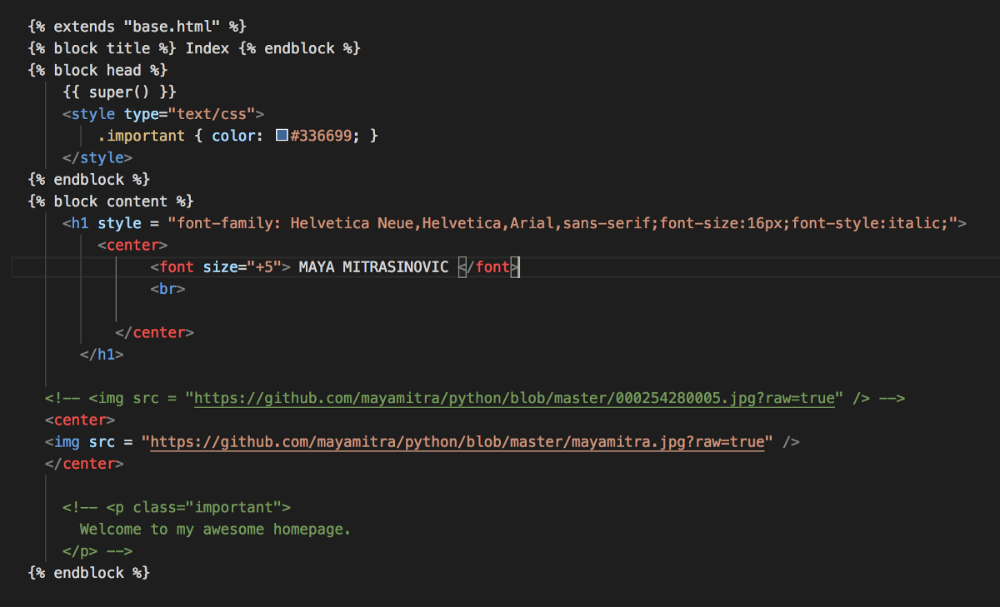 {% extends "base.html" %}
{% block title %} Index {% endblock %}
{% block head %}
{{ super() }}
<style type="text/css">
.important { color: #336699; }
</style>
{% endblock %}
{% block content %}
<h1 style = "font-family: Helvetica Neue,Helvetica,Arial,sans-serif;font-size:16px;font-style:italic;">
<center>
<font size="+5"> MAYA MITRASINOVIC </font>
<br>
</center>
</h1>
<!-- <img src = "https://github.com/mayamitra/python/blob/master/000254280005.jpg?raw=true" /> -->
<center>
<img src = "https://github.com/mayamitra/python/blob/master/mayamitra.jpg?raw=true" />
</center>
<!-- <p class="important">
Welcome to my awesome homepage.
</p> -->
{% endblock %}